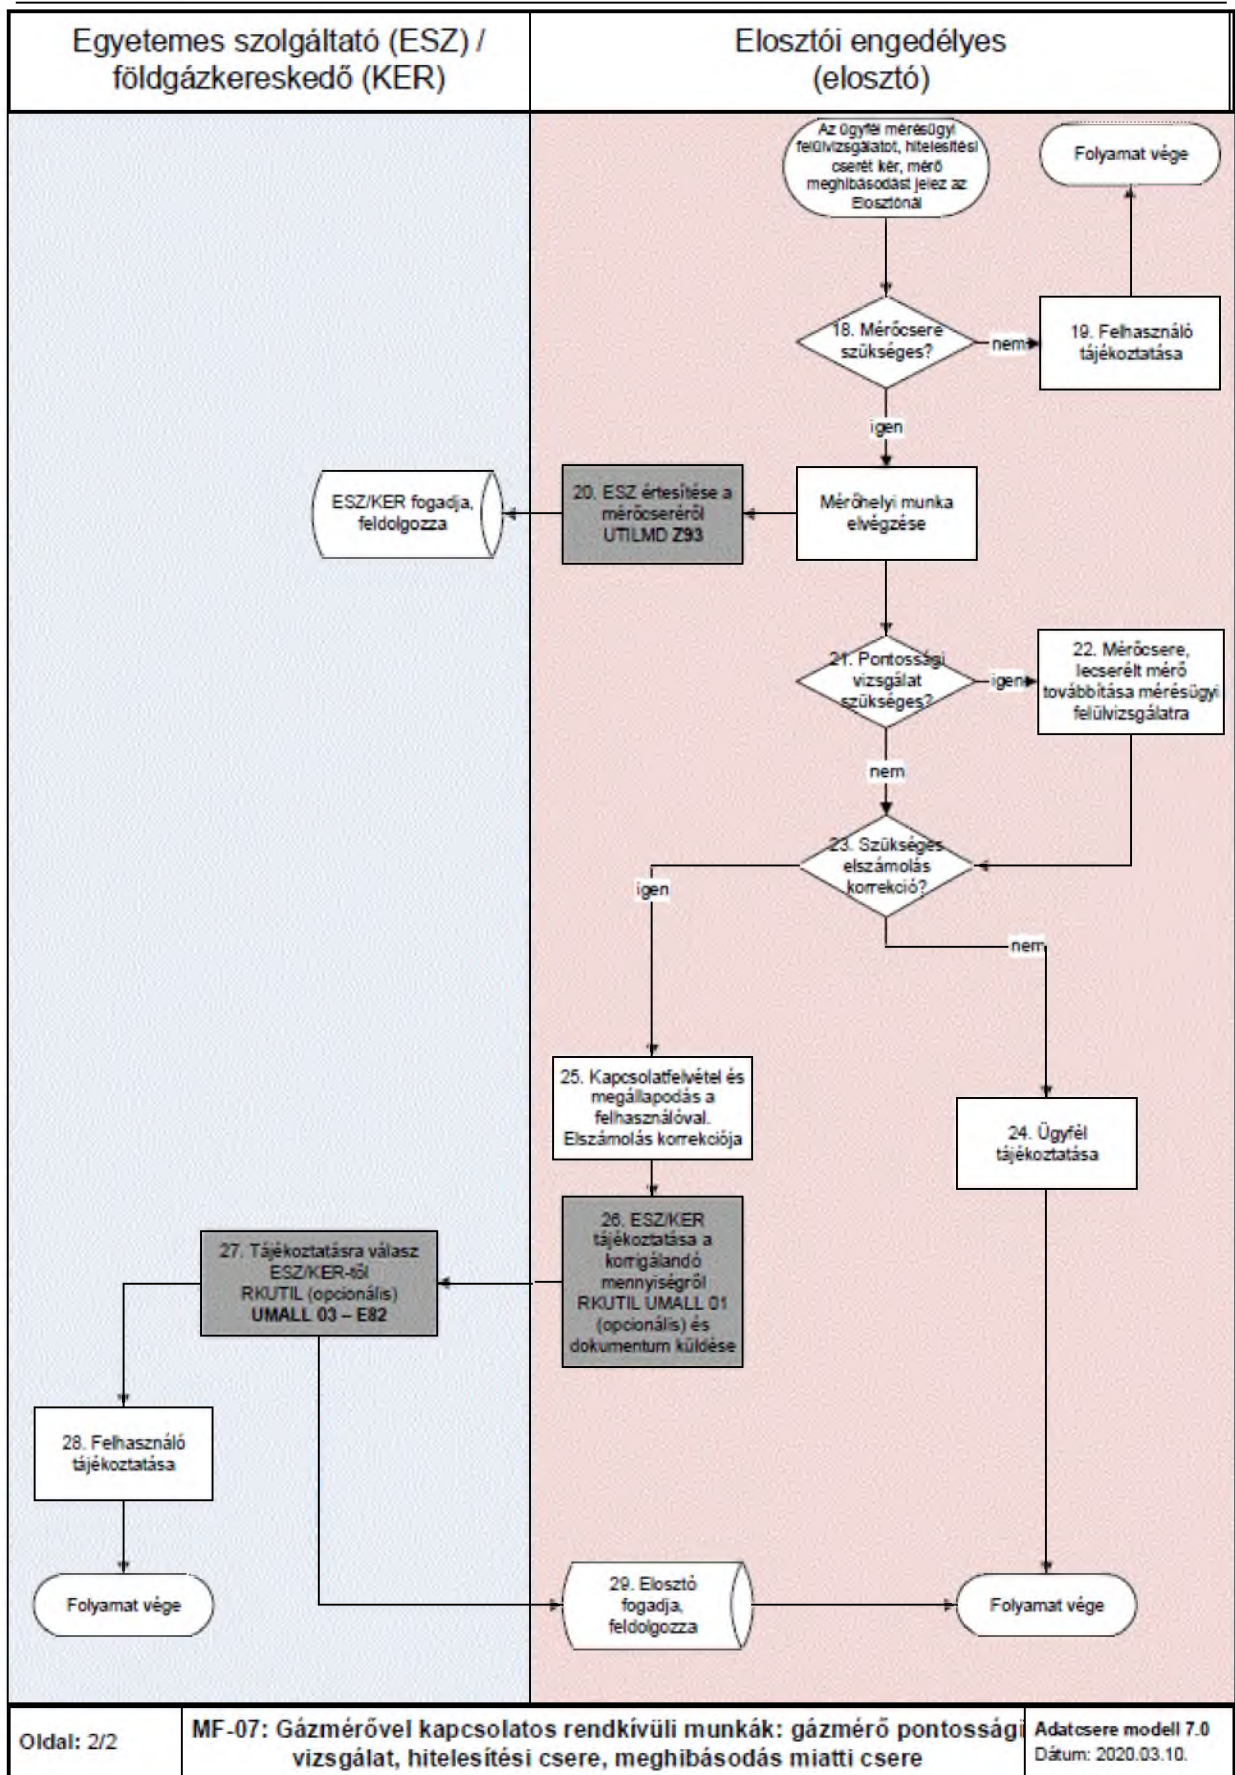 Egyetemes szolgáltató (ESZ) /
földgázkereskedő (KER)
Elosztói engedélyes
(elosztó)
Az ügyfél mérésügyi
felülvizsgálatot, hitelesítési
cserét kér, mérő
meghibásodást jelez az
Elosztónál
Folyamat vége
18. Mérőcsere
szükséges?
nem
19. Felhasználó
tájékoztatása
igen
ESZ/KER fogadja,
feldolgozza
20. ESZ értesítése a
mérőcseréről
UTILMD Z93
Mérőhelyi munka
elvégzése
21. Pontossági
vizsgálat
szükséges?
igen
22. Mérőcsere,
lecserélt mérő
továbbítása mérésügyi
felülvizsgálatra
nem
23. Szükséges
elszámolás
korrekció?
igen
nem
25. Kapcsolatfelvétel és
megállapodás a
felhasználóval.
Elszámolás korrekciója
24. Ügyfél
tájékoztatása
26. ESZ/KER
tájékoztatása a
korrigálandó
mennyiségről
RKUTIL UMALL 01
(opcionális) és
dokumentum küldése
27. Tájékoztatásra válasz
ESZ/KER-től
RKUTIL (opcionális)
UMALL 03 – E82
28. Felhasználó
tájékoztatása
Folyamat vége
29. Elosztó
fogadja,
feldolgozza
Folyamat vége
Oldal: 2/2
MF-07: Gázmérővel kapcsolatos rendkívüli munkák: gázmérő pontossági
vizsgálat, hitelesítési csere, meghibásodás miatti csere
Adatcsere modell 7.0
Dátum: 2020.03.10.